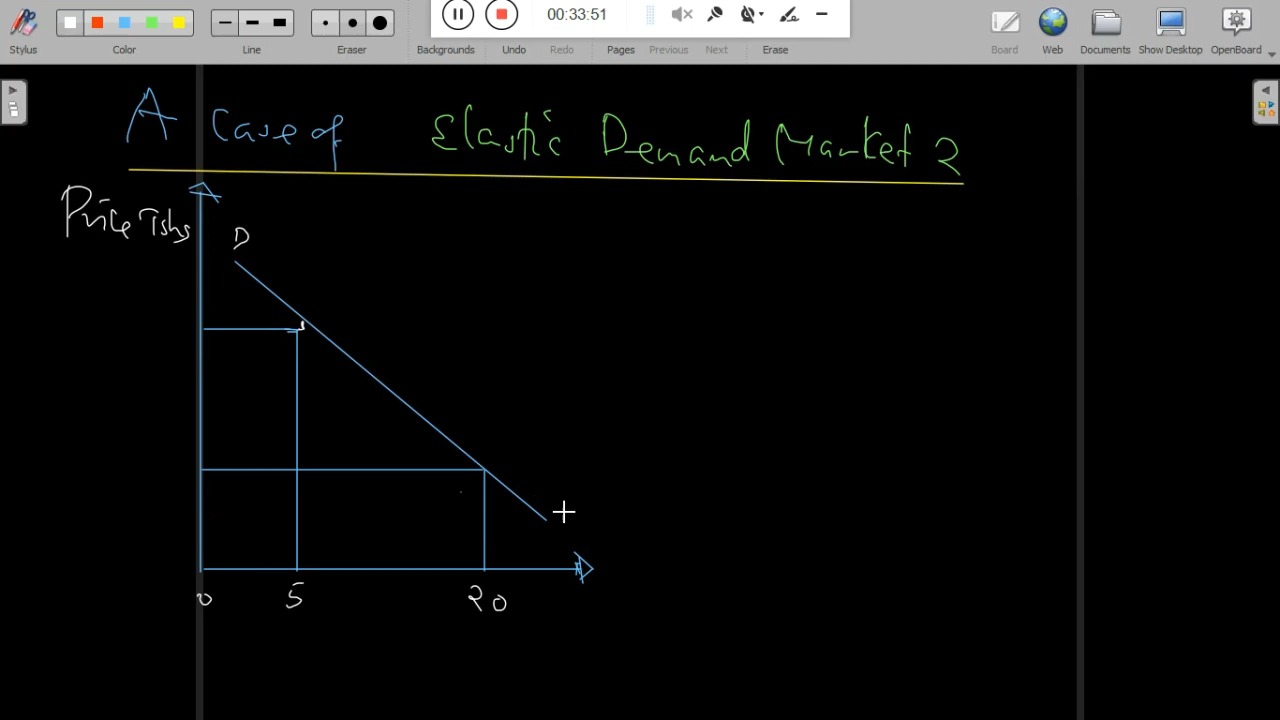 00:33:51
Stylus Color Line Eraser Backgrounds Undo Redo Pages Previous Next Erase Board Web Documents Show Desktop OpenBoard
A Case of Elastic Demand Market 2
Price Tshs
D
0 5 20